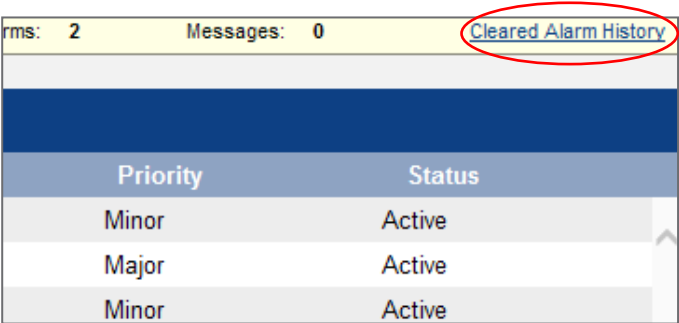 rms: 2 Messages: 0 Cleared Alarm History
Priority Status
Minor Active
Major Active
Minor Active